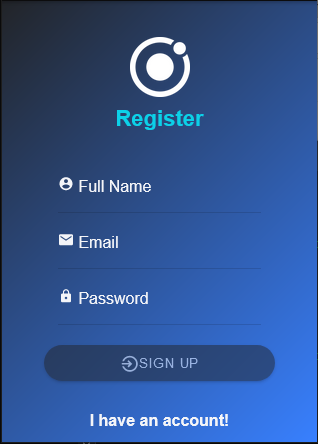 Register
Full Name
Email
Password
SIGN UP
I have an account!